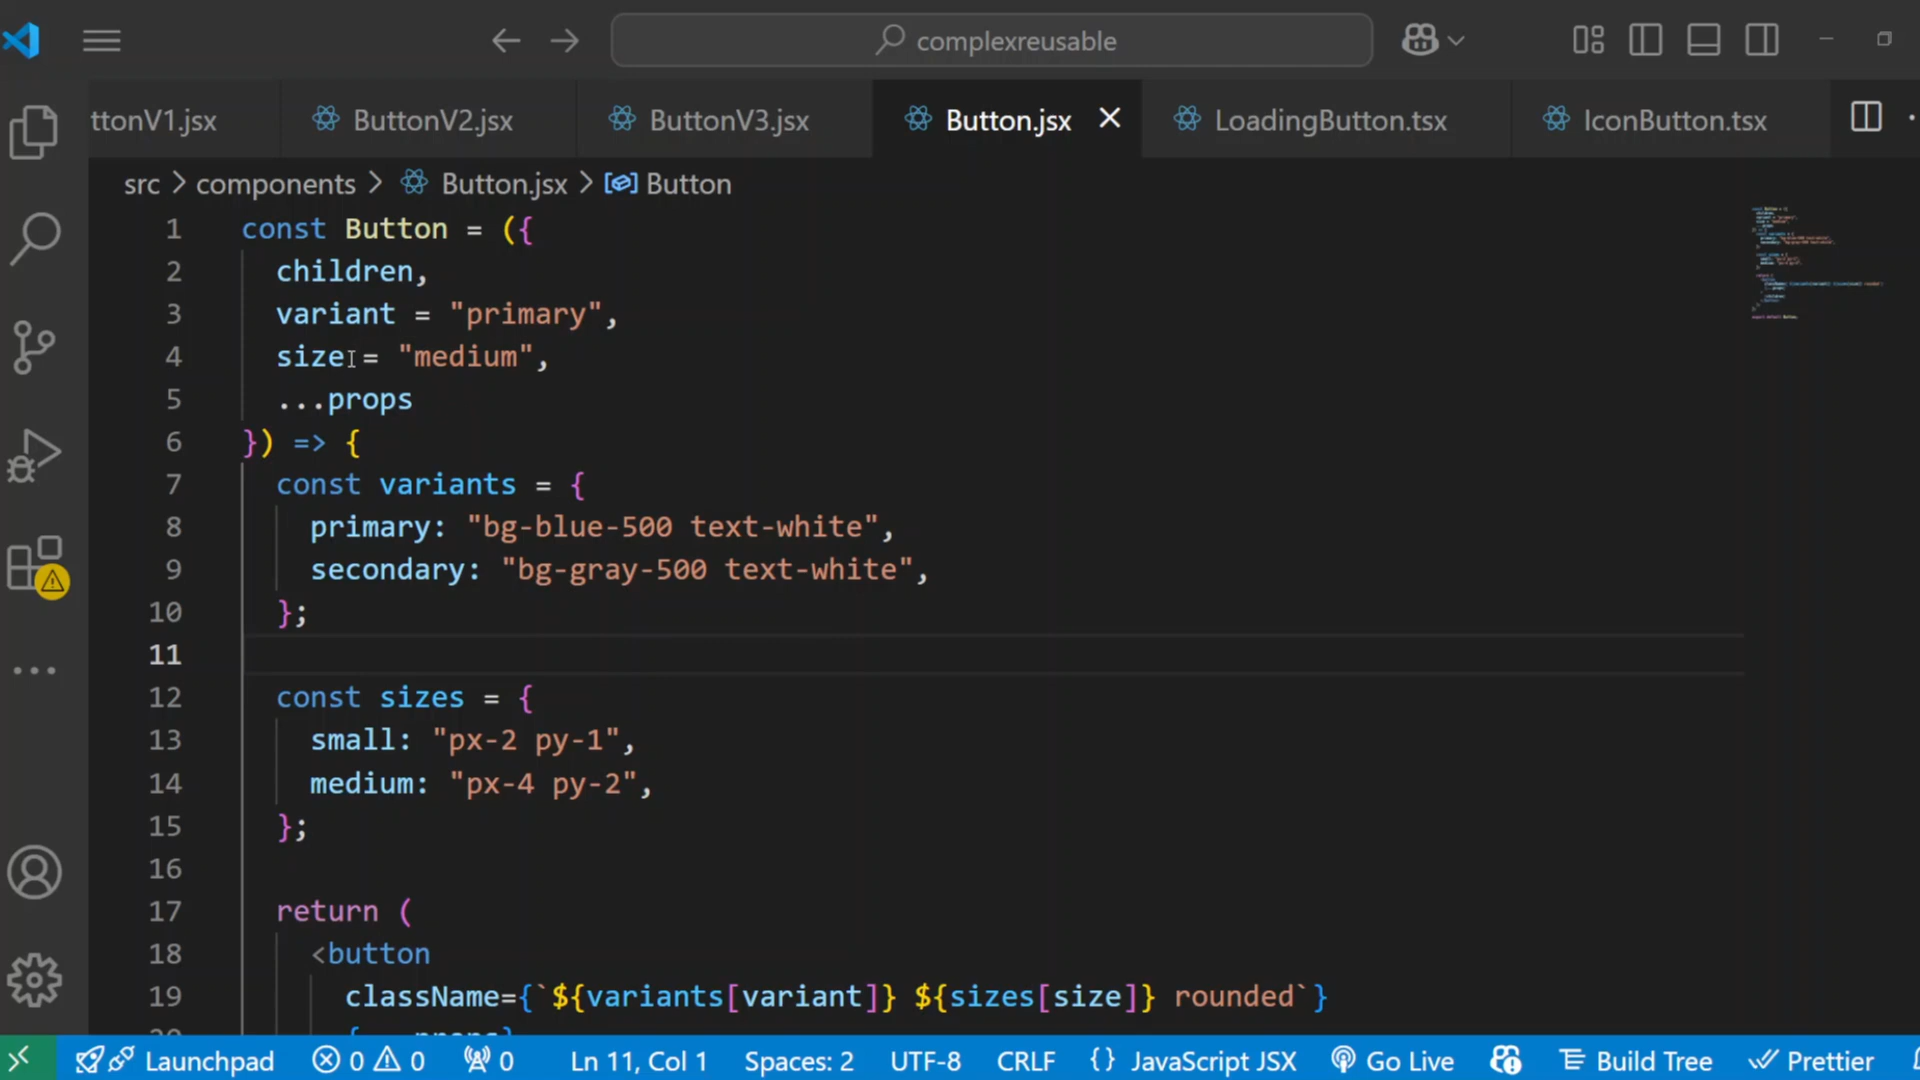 complexreusable
ttonV1.jsx
ButtonV2.jsx
ButtonV3.jsx
Button.jsx
LoadingButton.tsx
IconButton.tsx
src > components > Button.jsx > Button
1 const Button = ({
2 children,
3 variant = "primary",
4 size = "medium",
5 ...props
6 }) => {
7 const variants = {
8 primary: "bg-blue-500 text-white",
9 secondary: "bg-gray-500 text-white",
10 };
11
12 const sizes = {
13 small: "px-2 py-1",
14 medium: "px-4 py-2",
15 };
16
17 return (
18 <button
19 className={`${variants[variant]} ${sizes[size]} rounded`}
Launchpad 0 0 0 Ln 11, Col 1 Spaces: 2 UTF-8 CRLF {} JavaScript JSX Go Live Build Tree Prettier